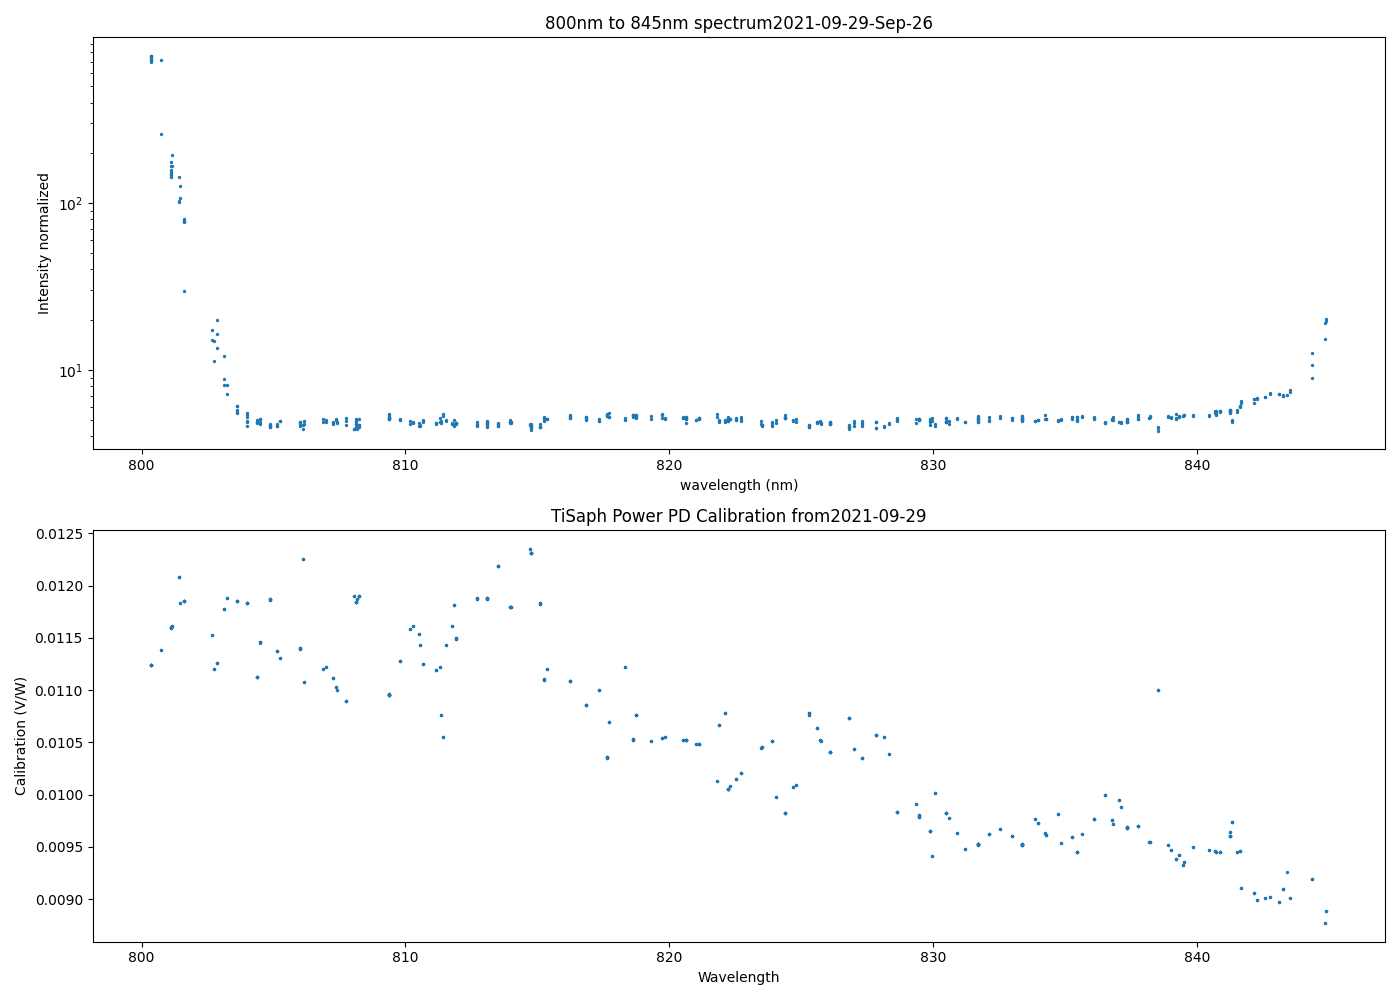 800nm to 845nm spectrum2021-09-29-Sep-26
Intensity normalized
10²
10¹
800 810 820 830 840
wavelength (nm)
TiSaph Power PD Calibration from2021-09-29
Calibration (V/W)
0.0125
0.0120
0.0115
0.0110
0.0105
0.0100
0.0095
0.0090
800 810 820 830 840
Wavelength